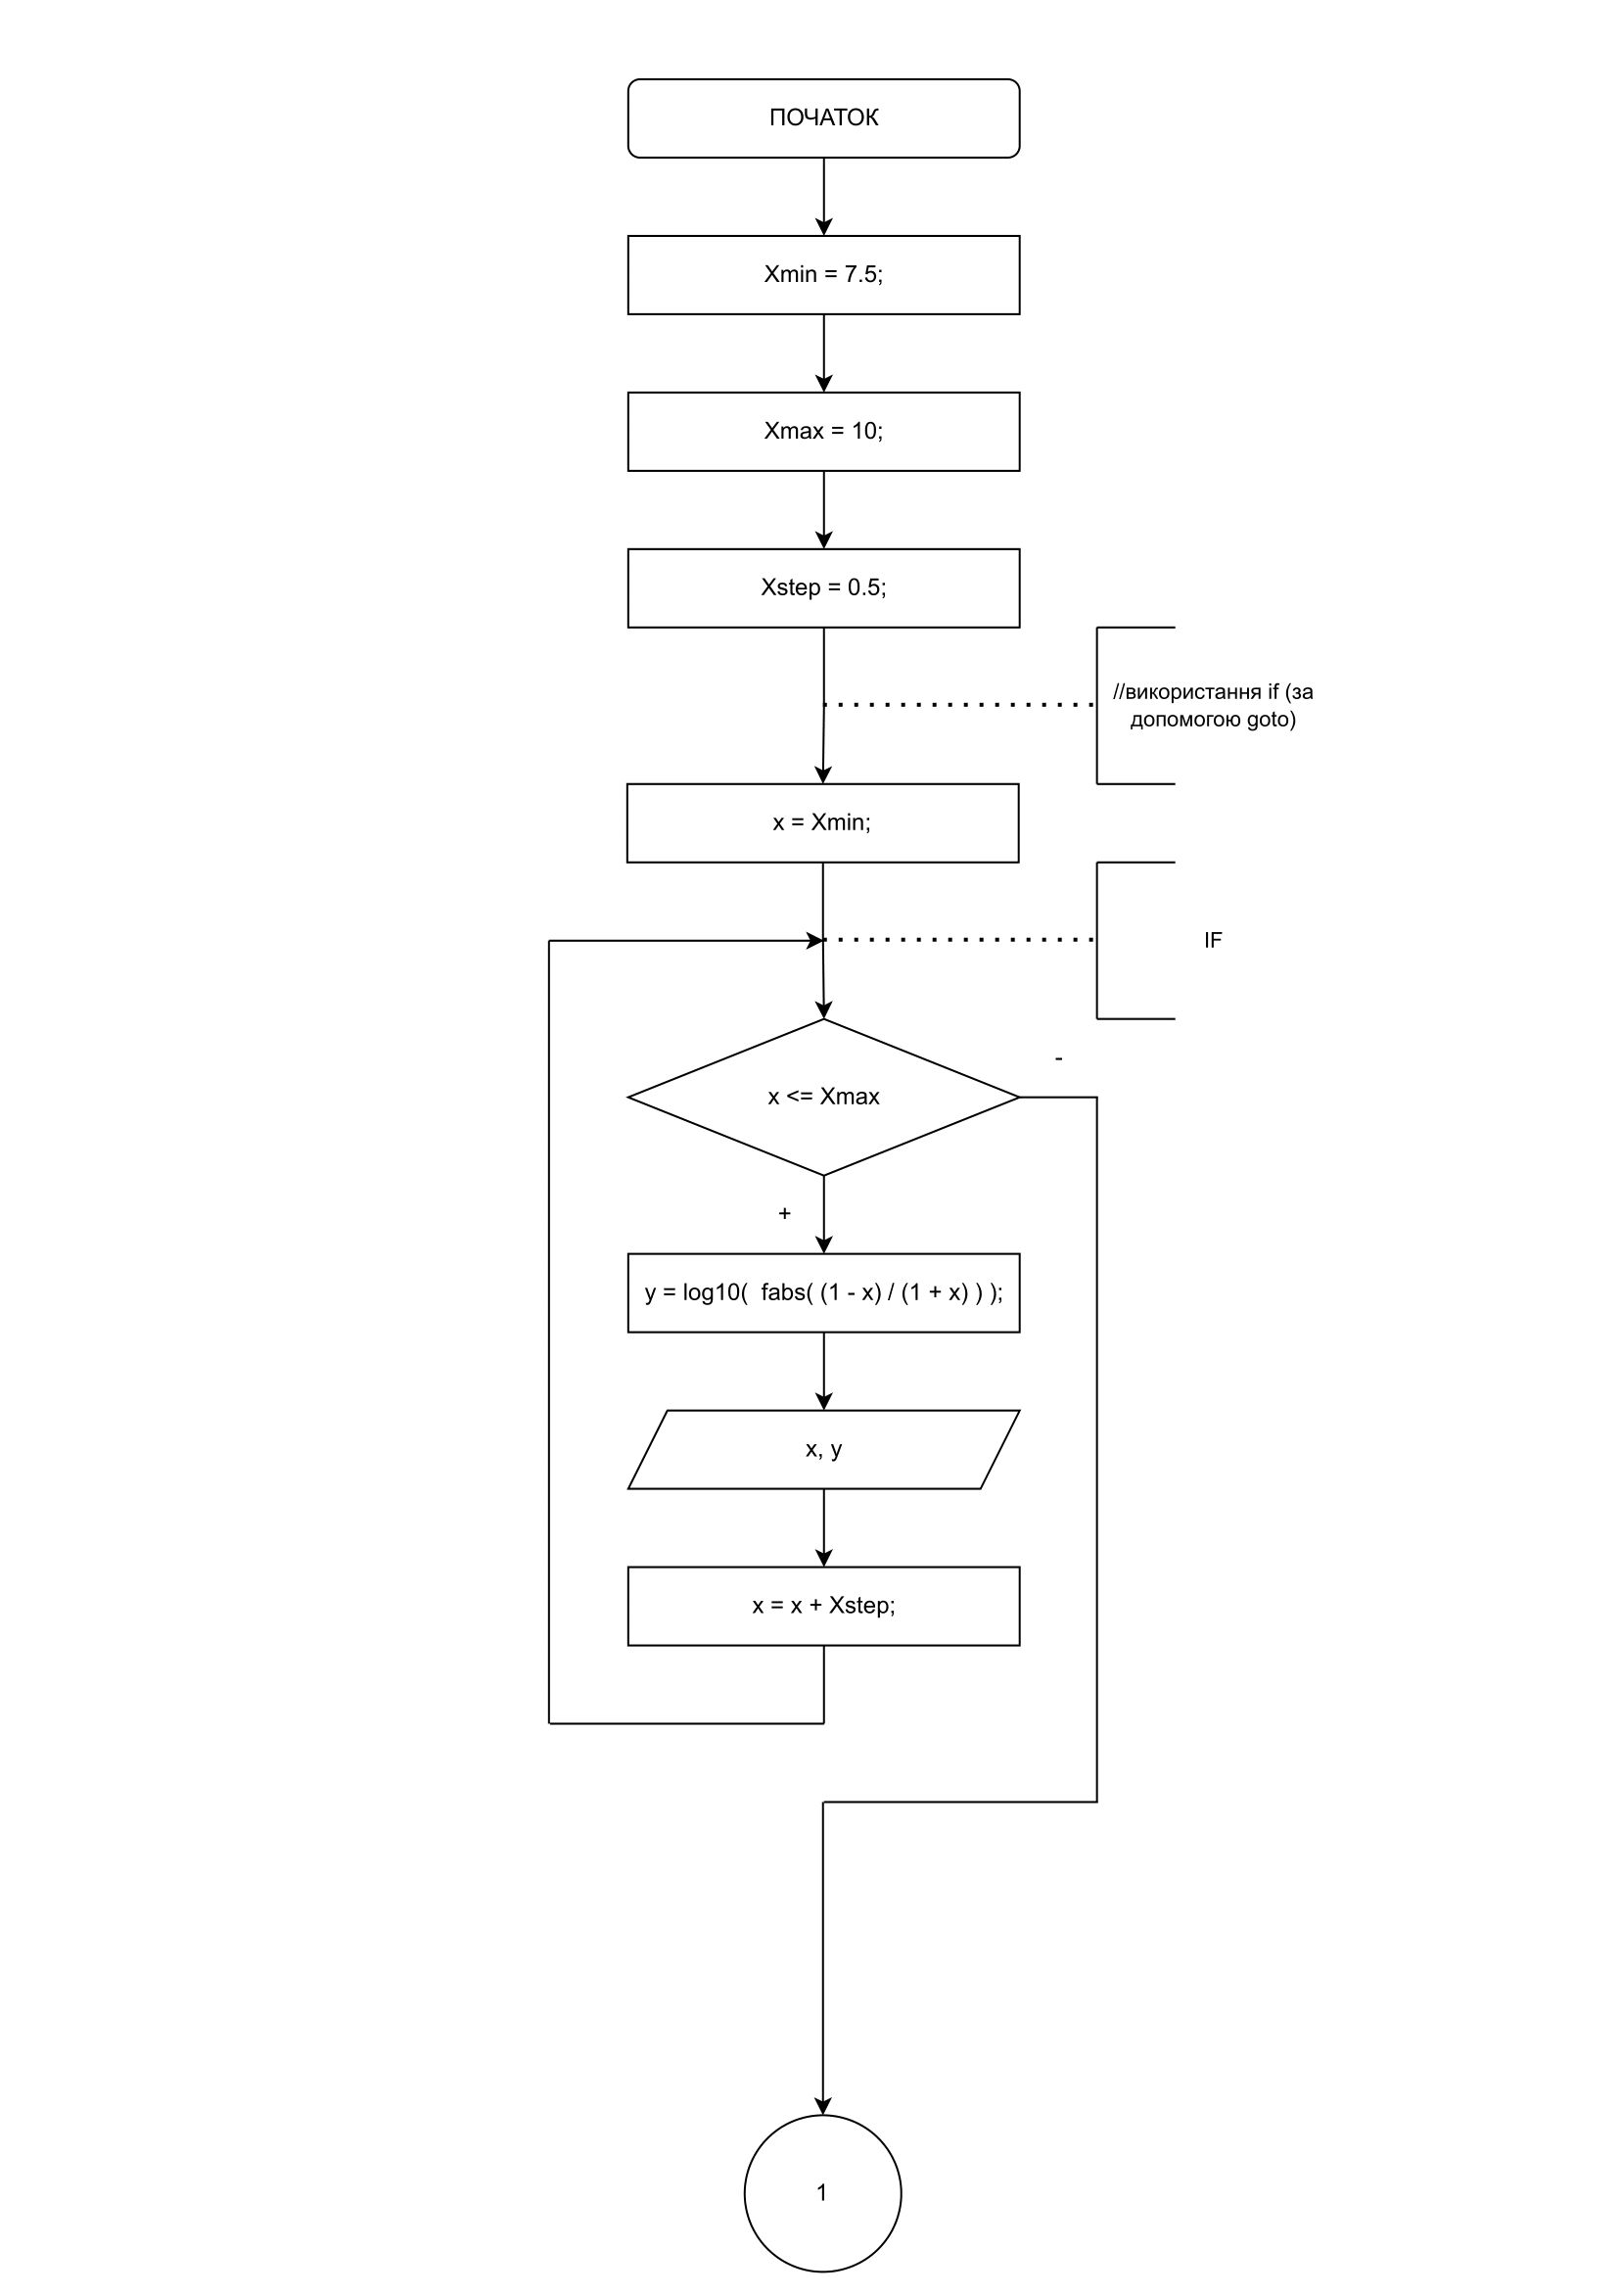 ПОЧАТОК
Xmin = 7.5;
Xmax = 10;
Xstep = 0.5;
//використання if (за
допомогою goto)
x = Xmin;
IF
-
x <= Xmax
+
y = log10(  fabs( (1 - x) / (1 + x) ) );
x, y
x = x + Xstep;
1